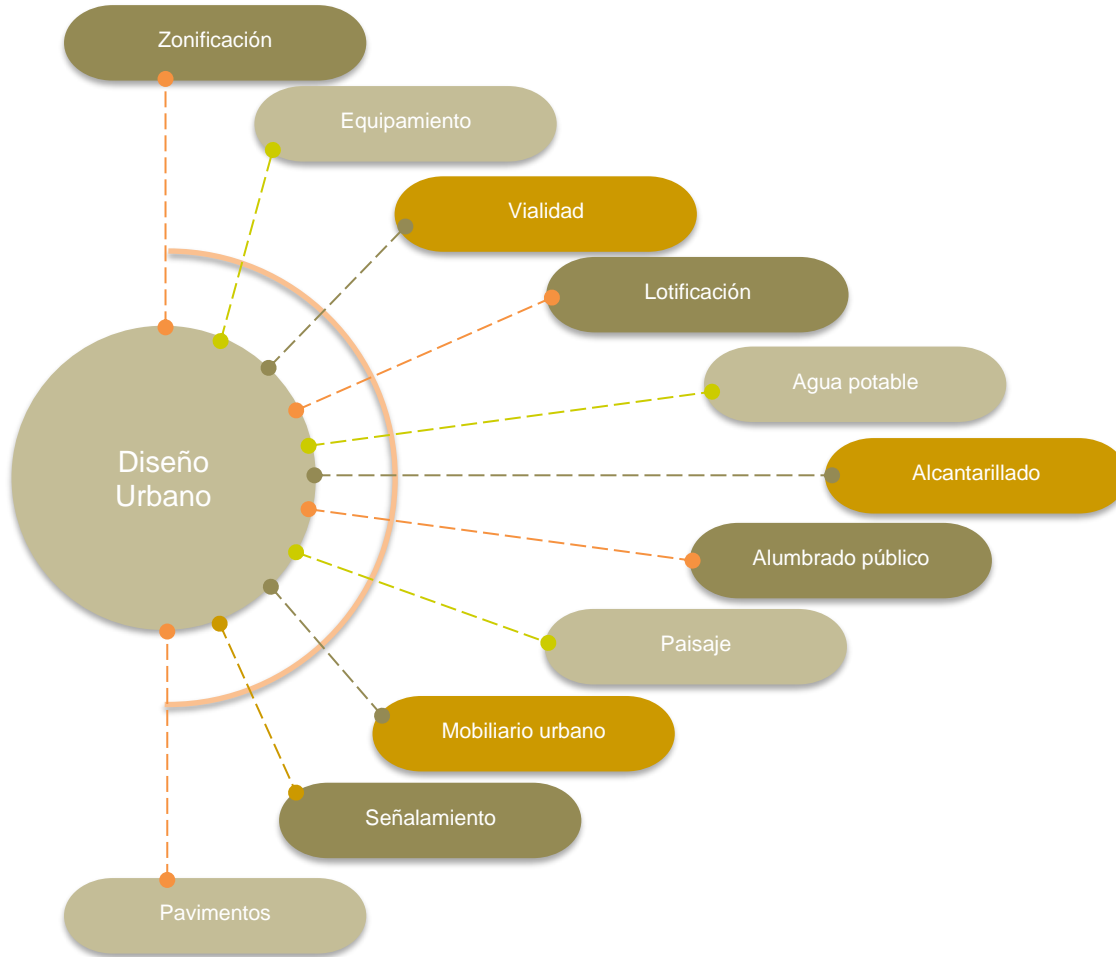 Zonificación
Equipamiento
Vialidad
Lotificación
Agua potable
Diseño
Urbano
Alcantarillado
Alumbrado público
Paisaje
Mobiliario urbano
Señalamiento
Pavimentos